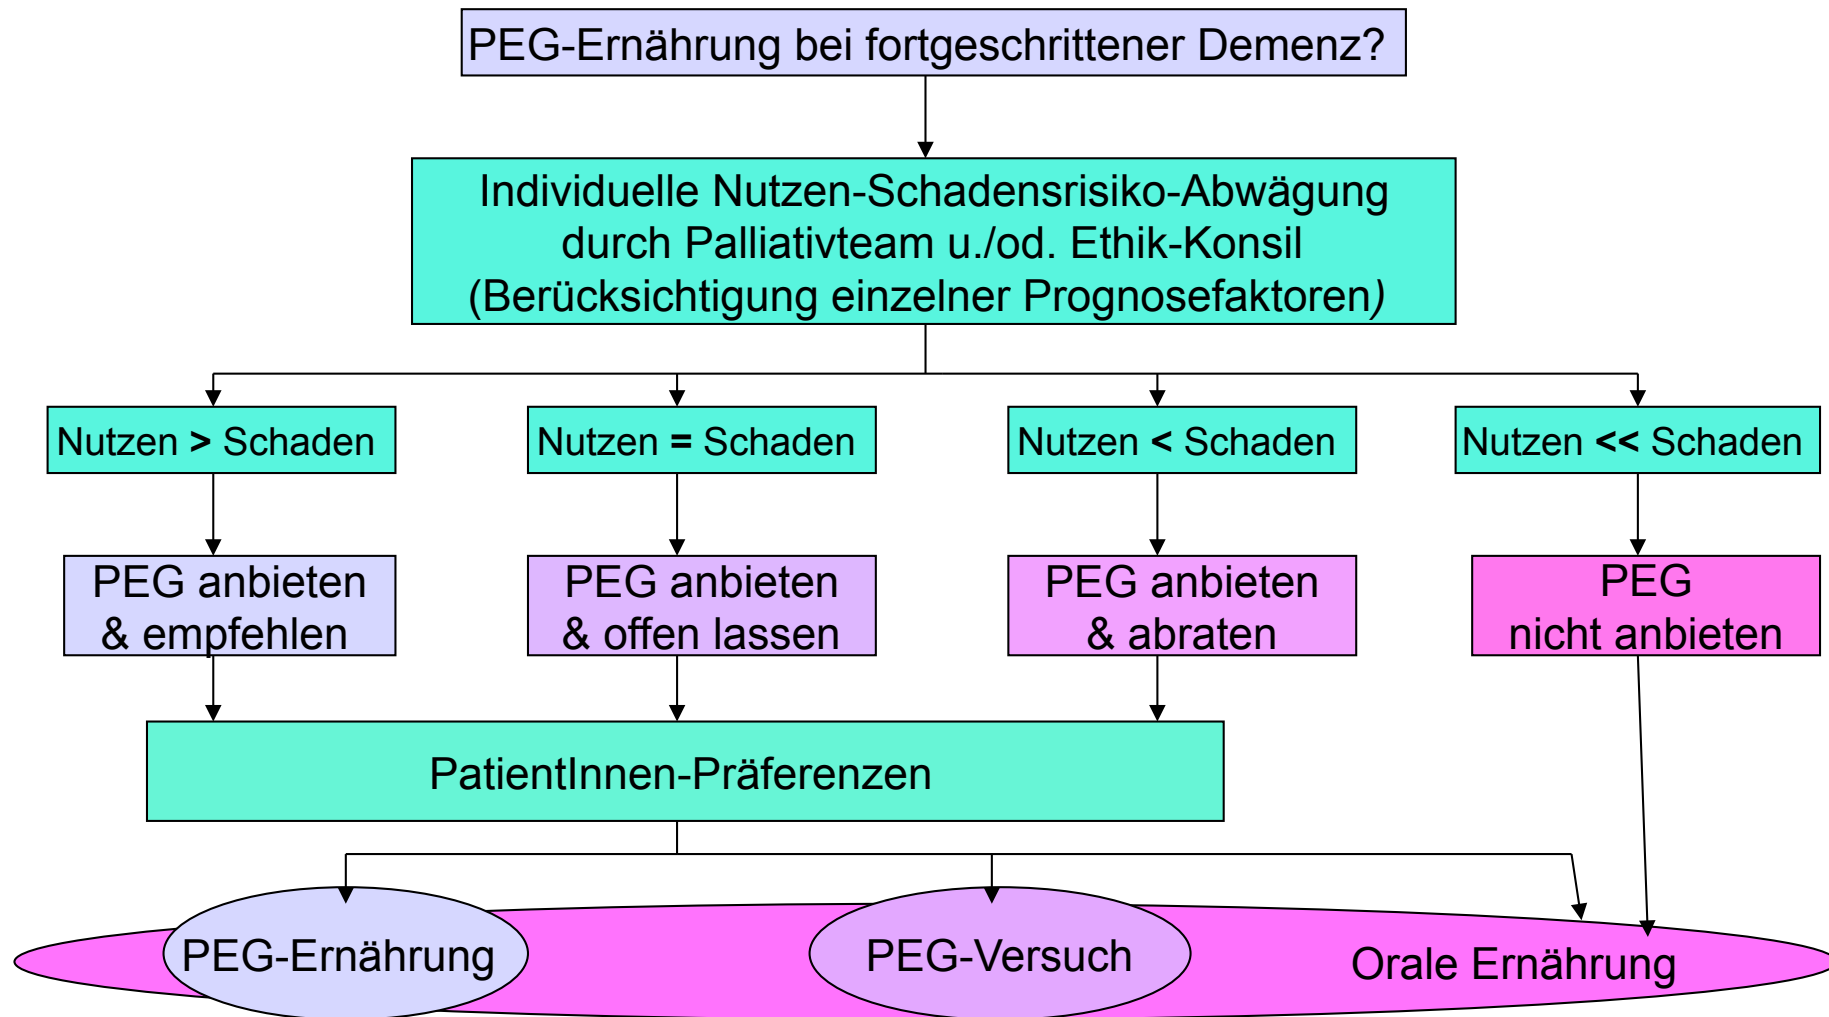 PEG-Ernährung bei fortgeschrittener Demenz?
Individuelle Nutzen-Schadensrisiko-Abwägung
durch Palliativteam u./od. Ethik-Konsil
(Berücksichtigung einzelner Prognosefaktoren)
Nutzen > Schaden
Nutzen = Schaden
Nutzen < Schaden
Nutzen << Schaden
PEG anbieten
& empfehlen
PEG anbieten
& offen lassen
PEG anbieten
& abraten
PEG
nicht anbieten
PatientInnen-Präferenzen
PEG-Ernährung
PEG-Versuch
Orale Ernährung